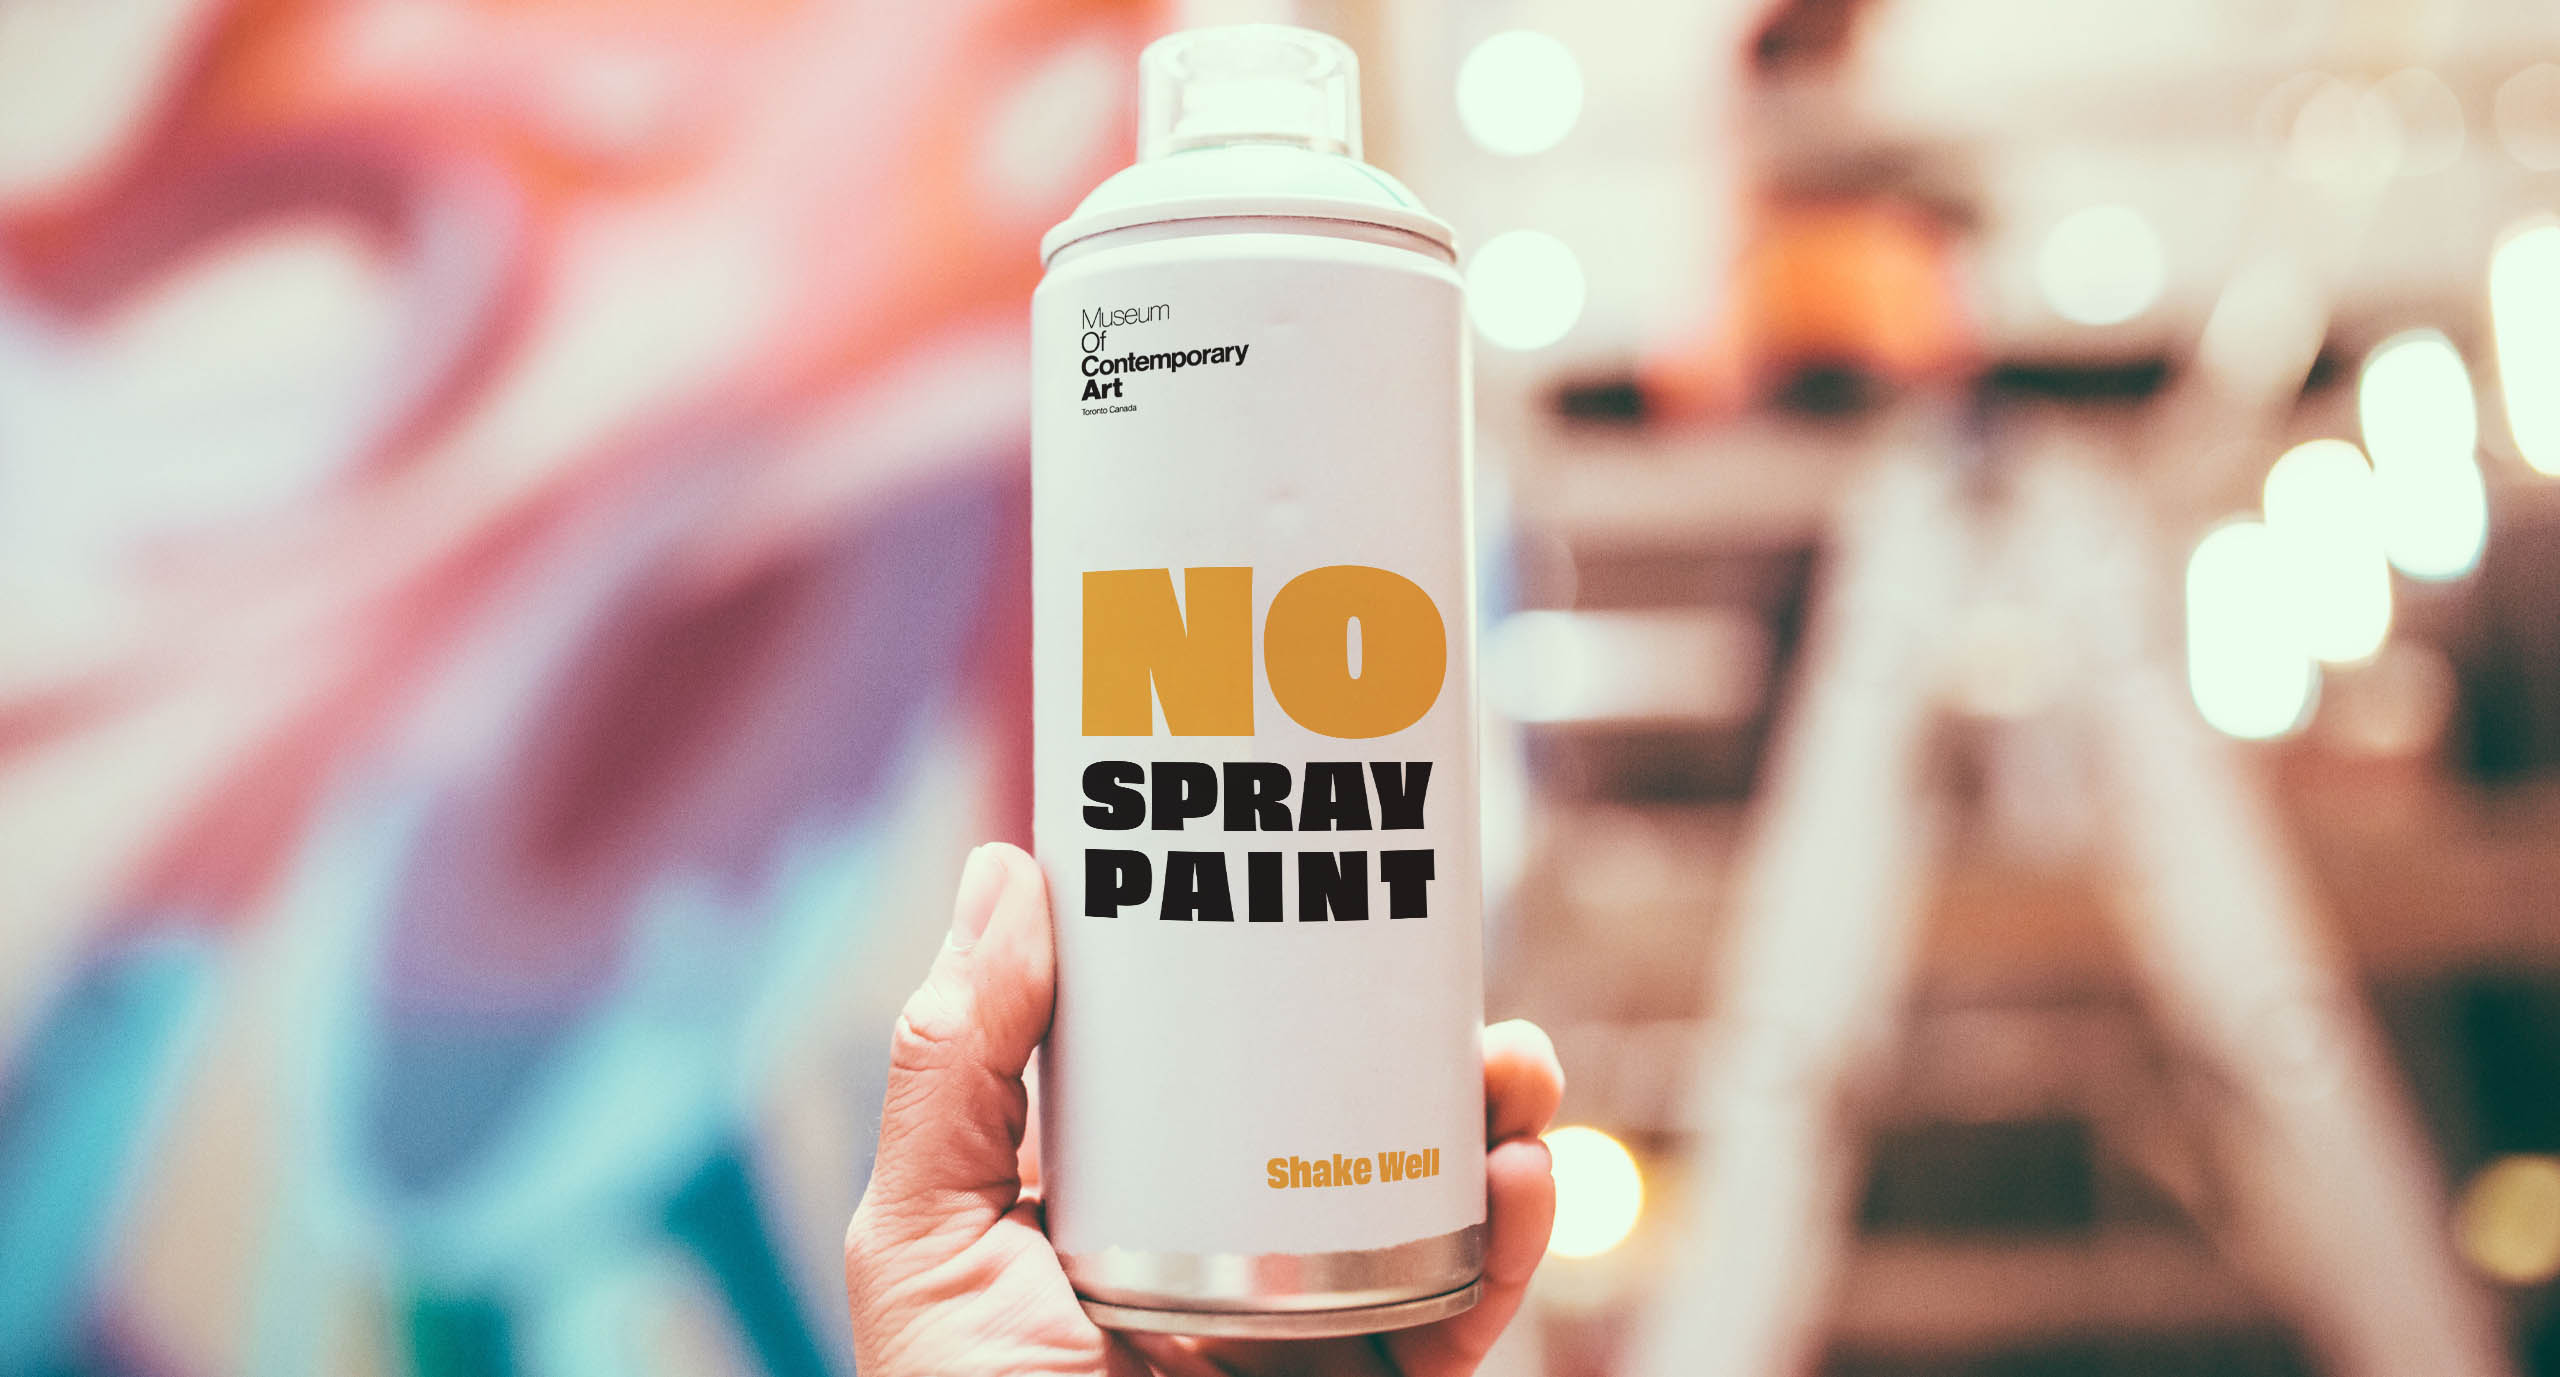 Museum
Of
Contemporary
Art
Toronto Canada
NO
SPRAY
PAINT
Shake Well